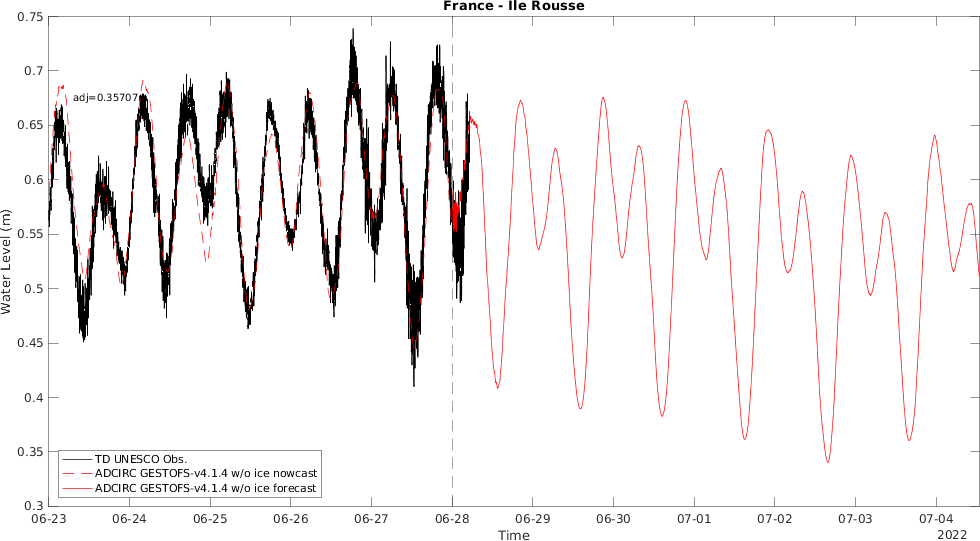 France - Ile Rousse
0.75
0.7
0.65
0.6
0.55
0.5
0.45
0.4
0.35
0.3
Water Level (m)
adj=0.35707
TD UNESCO Obs.
ADCIRC GESTOFS-v4.1.4 w/o ice nowcast
ADCIRC GESTOFS-v4.1.4 w/o ice forecast
06-23 06-24 06-25 06-26 06-27 06-28 06-29 06-30 07-01 07-02 07-03 07-04
Time
2022